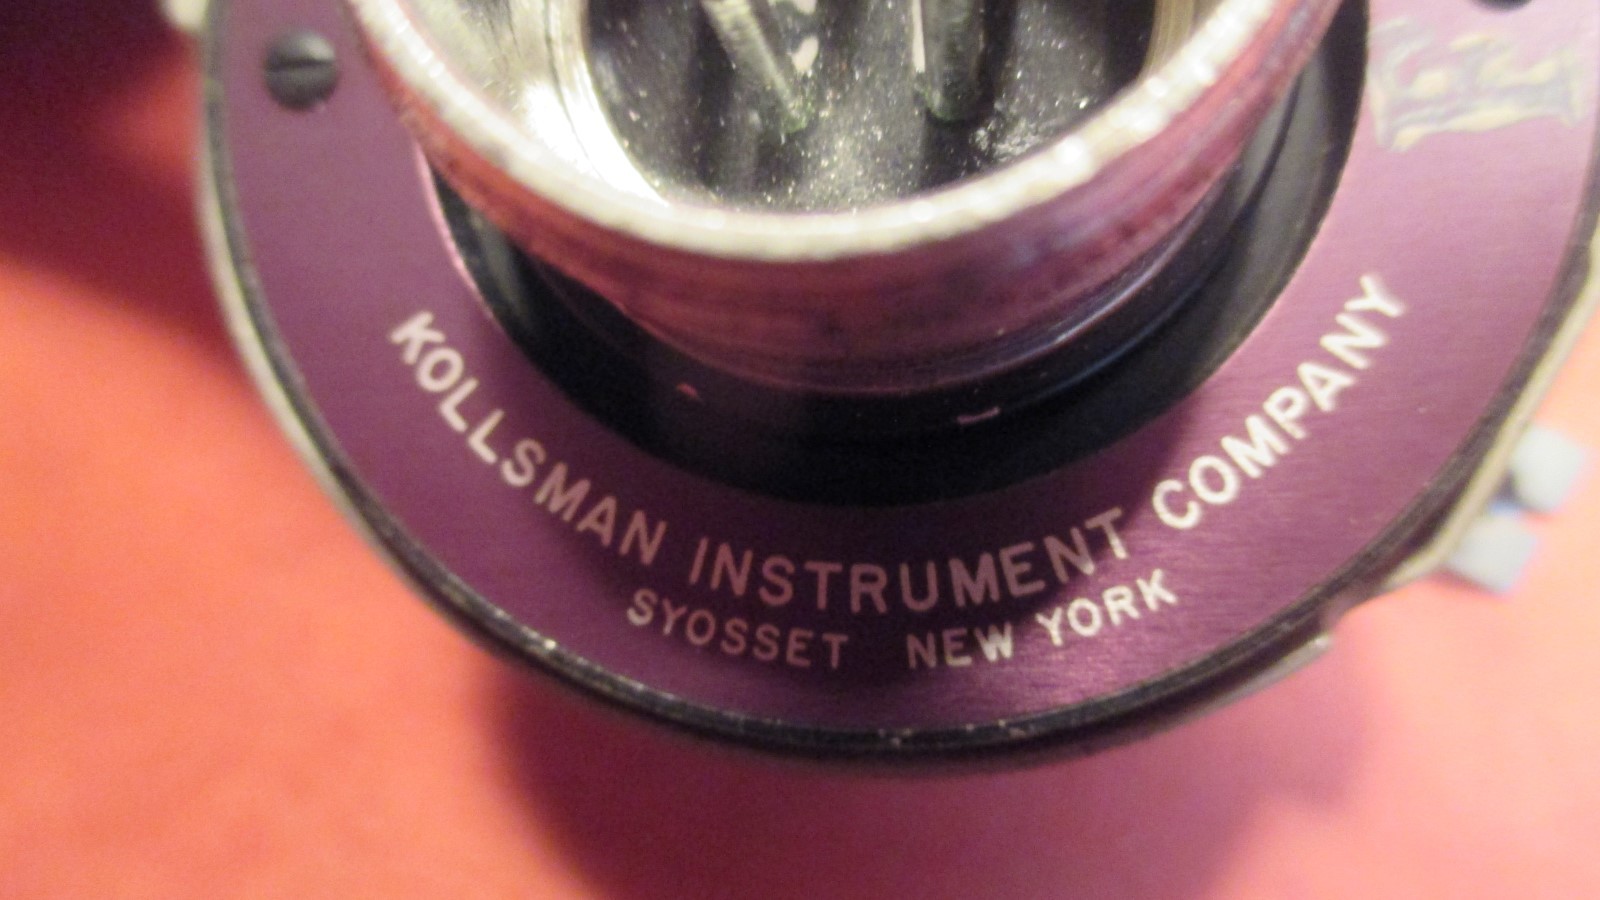 KOLLSMAN INSTRUMENT COMPANY
SYOSSET NEW YORK